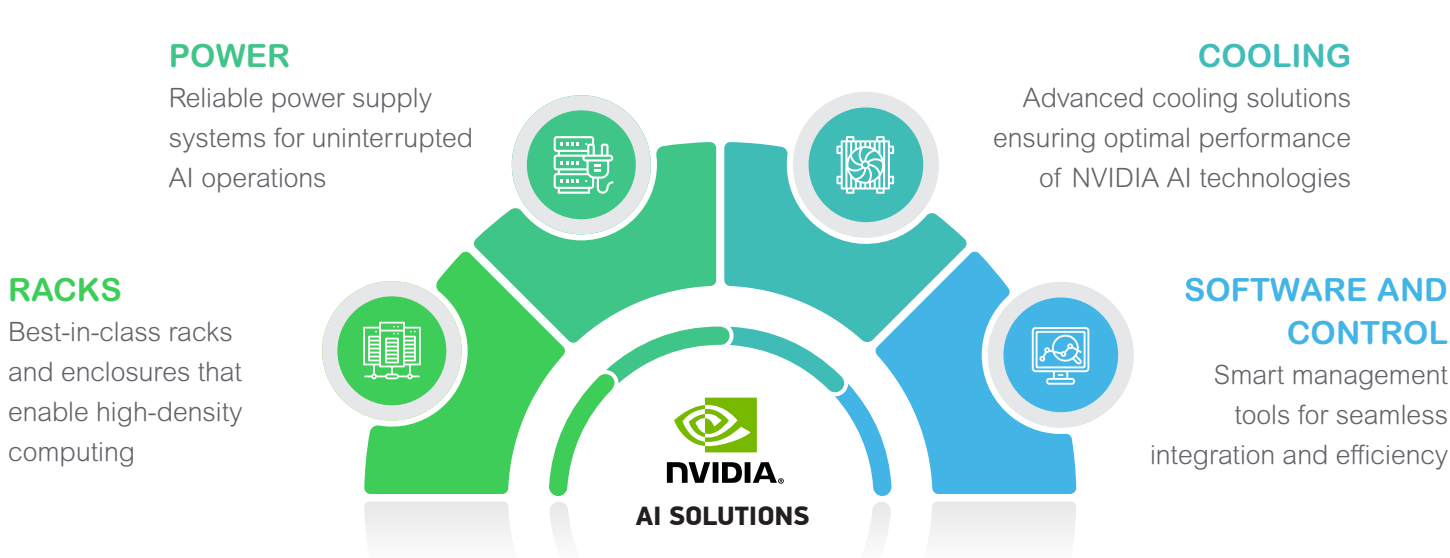 POWER
Reliable power supply
systems for uninterrupted
AI operations
COOLING
Advanced cooling solutions
ensuring optimal performance
of NVIDIA AI technologies
RACKS
Best-in-class racks
and enclosures that
enable high-density
computing
SOFTWARE AND
CONTROL
Smart management
tools for seamless
integration and efficiency
NVIDIA®
AI SOLUTIONS